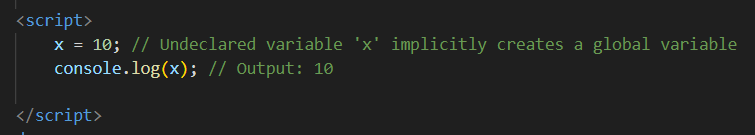 <script>
x = 10; // Undeclared variable 'x' implicitly creates a global variable
console.log(x); // Output: 10
</script>